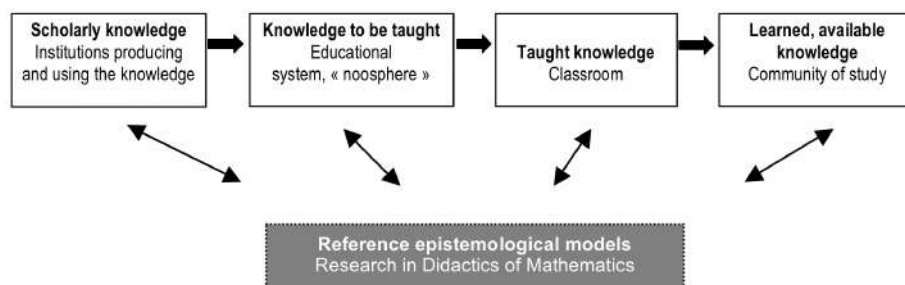 Scholarly knowledge
Institutions producing
and using the knowledge
Knowledge to be taught
Educational
system, « noosphere »
Taught knowledge
Classroom
Learned, available
knowledge
Community of study
Reference epistemological models
Research in Didactics of Mathematics